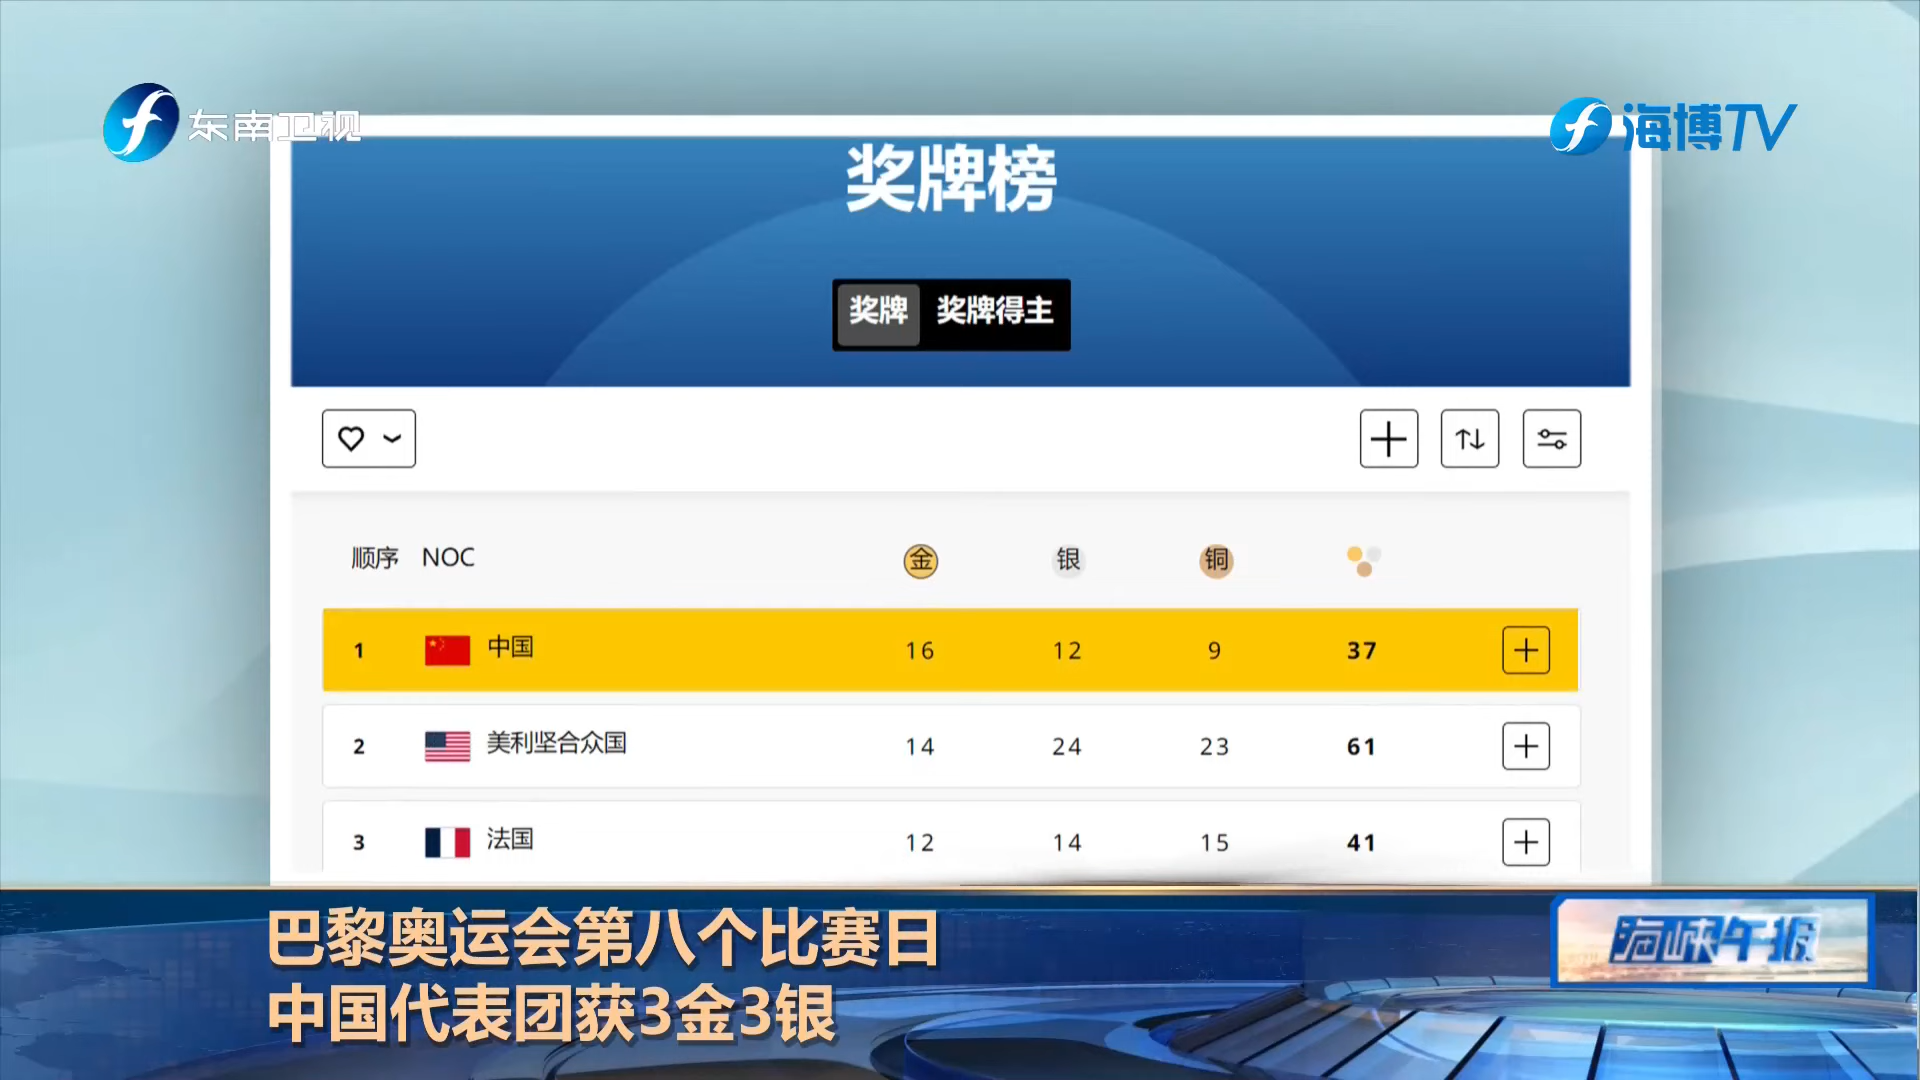 东南卫视
海博TV
奖牌榜
奖牌 奖牌得主
顺序 NOC 金 银 铜
1 中国 16 12 9 37
2 美利坚合众国 14 24 23 61
3 法国 12 14 15 41
巴黎奥运会第八个比赛日
中国代表团获3金3银
海峡午报